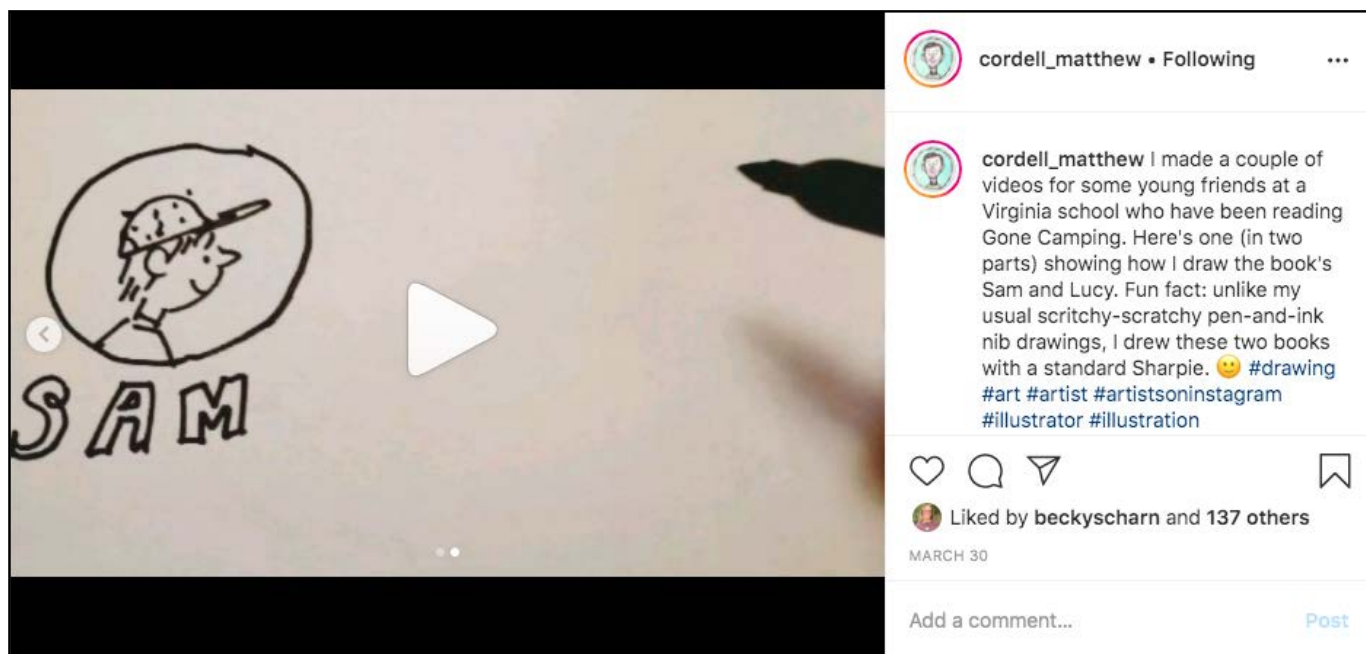 SAM
cordell_matthew • Following
cordell_matthew I made a couple of
videos for some young friends at a
Virginia school who have been reading
Gone Camping. Here's one (in two
parts) showing how I draw the book's
Sam and Lucy. Fun fact: unlike my
usual scritchy-scratchy pen-and-ink
nib drawings, I drew these two books
with a standard Sharpie. 🙂 #drawing
#art #artist #artistsoninstagram
#illustrator #illustration
Liked by beckyscharn and 137 others
MARCH 30
Add a comment...
Post